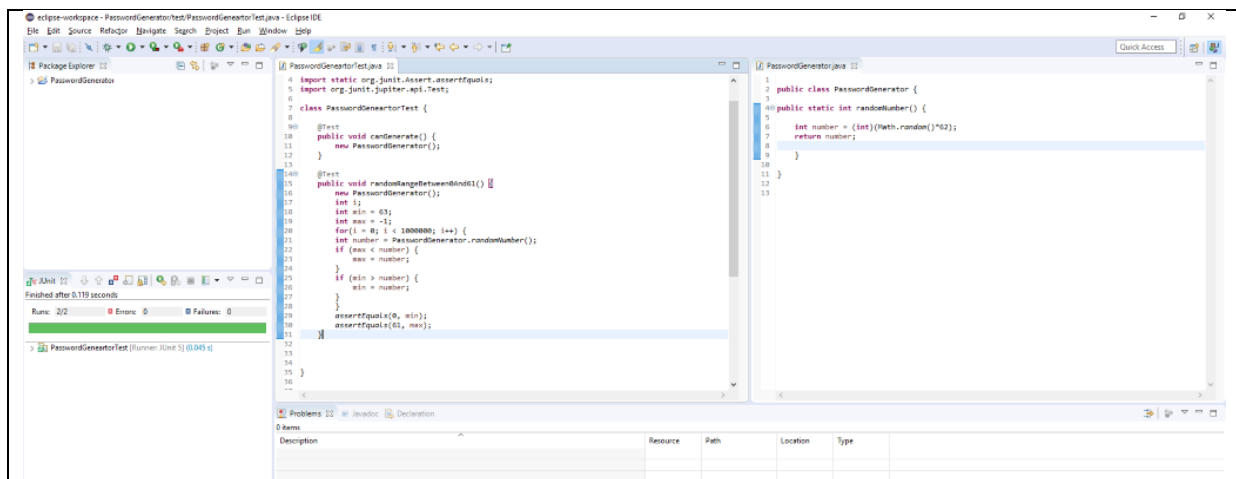 eclipse-workspace - PasswordGenerator/test/PasswordGeneartorTest.java - Eclipse IDE
File Edit Source Refactor Navigate Search Project Run Window Help
Quick Access
Package Explorer
PasswordGenerator
PasswordGeneartorTest.java
4 import static org.junit.Assert.assertEquals;
5 import org.junit.jupiter.api.Test;
6
7 class PasswordGeneartorTest {
8
9 @Test
10 public void canGenerate() {
11 new PasswordGenerator();
12 }
13
14 @Test
15 public void randomRangeBetween0And61() {
16 new PasswordGenerator();
17 int i;
18 int min = 63;
19 int max = -1;
20 for(i = 0; i < 1000000; i++) {
21 int number = PasswordGenerator.randomNumber();
22 if (max < number) {
23 max = number;
24 }
25 if (min > number) {
26 min = number;
27 }
28 }
29 assertEquals(0, min);
30 assertEquals(61, max);
31 }
32
33
34
35 }
36
PasswordGenerator.java
1
2 public class PasswordGenerator {
3
4 public static int randomNumber() {
5
6 int number = (int)(Math.random()*62);
7 return number;
8
9 }
10
11 }
12
13
JUnit
Finished after 0.119 seconds
Runs: 2/2 Errors: 0 Failures: 0
PasswordGeneartorTest [Runner: JUnit 5] (0.045 s)
Problems Javadoc Declaration
0 items
Description Resource Path Location Type